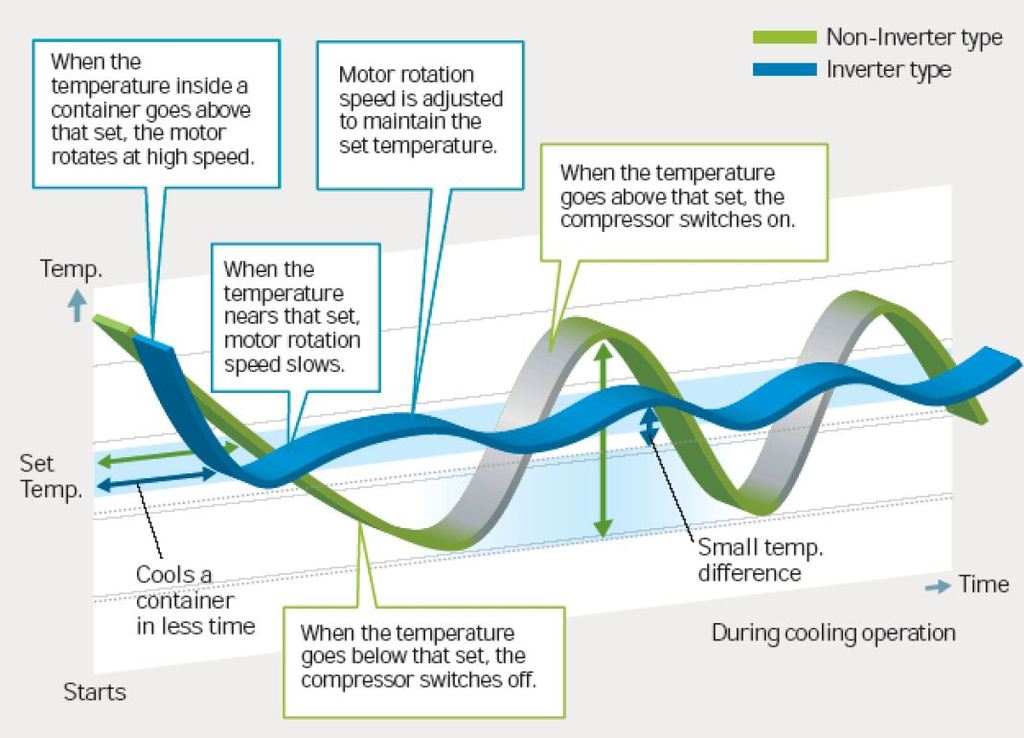 Non-Inverter type
Inverter type
When the
temperature inside a
container goes above
that set, the motor
rotates at high speed.
Motor rotation
speed is adjusted
to maintain the
set temperature.
When the temperature
goes above that set, the
compressor switches on.
When the
temperature
nears that set,
motor rotation
speed slows.
Temp.
Set
Temp.
Cools a
container
in less time
Small temp.
difference
Time
When the temperature
goes below that set, the
compressor switches off.
During cooling operation
Starts